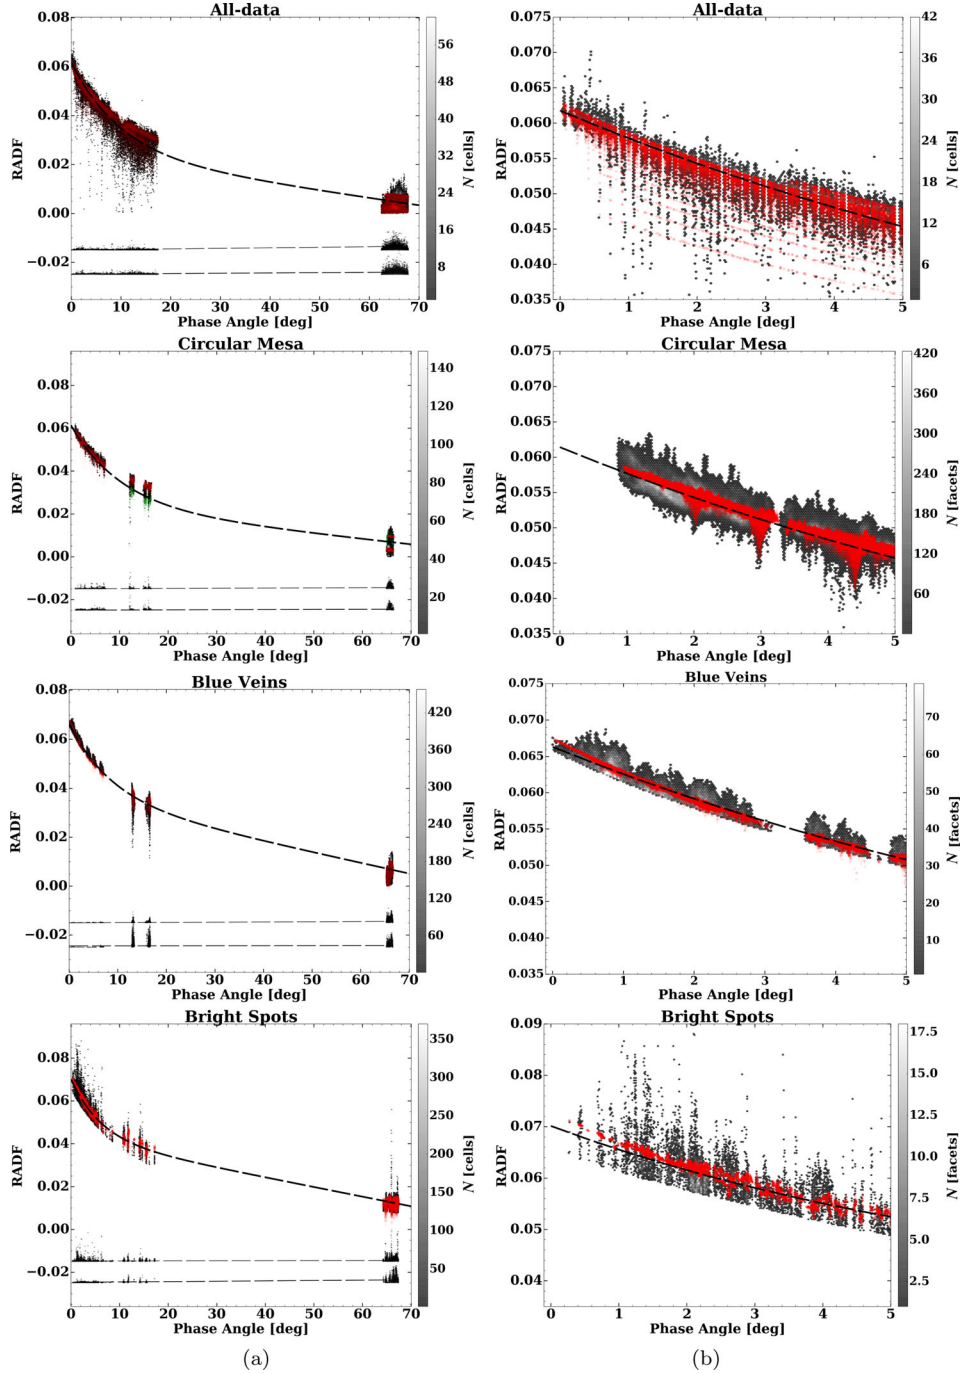 All-data
0.08
0.06
0.04
0.02
0.00
−0.02
RADF
0 10 20 30 40 50 60 70
Phase Angle [deg]
56
48
40
32
24
16
8
N [cells]
All-data
0.075
0.070
0.065
0.060
0.055
0.050
0.045
0.040
0.035
RADF
0 1 2 3 4 5
Phase Angle [deg]
42
36
30
24
18
12
6
N [cells]
Circular Mesa
0.08
0.06
0.04
0.02
0.00
−0.02
RADF
0 10 20 30 40 50 60 70
Phase Angle [deg]
140
120
100
80
60
40
20
N [cells]
Circular Mesa
0.075
0.070
0.065
0.060
0.055
0.050
0.045
0.040
0.035
RADF
0 1 2 3 4 5
Phase Angle [deg]
420
360
300
240
180
120
60
N [facets]
Blue Veins
0.08
0.06
0.04
0.02
0.00
−0.02
RADF
0 10 20 30 40 50 60 70
Phase Angle [deg]
420
360
300
240
180
120
60
N [cells]
Blue Veins
0.075
0.070
0.065
0.060
0.055
0.050
0.045
0.040
0.035
RADF
0 1 2 3 4 5
Phase Angle [deg]
70
60
50
40
30
20
10
N [facets]
Bright Spots
0.08
0.06
0.04
0.02
0.00
−0.02
RADF
0 10 20 30 40 50 60 70
Phase Angle [deg]
350
300
250
200
150
100
50
N [cells]
Bright Spots
0.09
0.08
0.07
0.06
0.05
0.04
RADF
0 1 2 3 4 5
Phase Angle [deg]
17.5
15.0
12.5
10.0
7.5
5.0
2.5
N [facets]
(a)
(b)